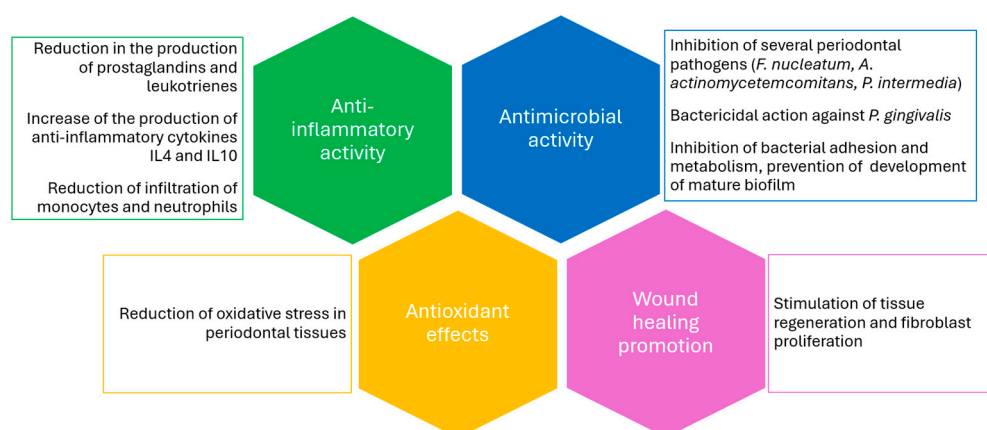 Reduction in the production
of prostaglandins and
leukotrienes
Increase of the production of
anti-inflammatory cytokines
IL4 and IL10
Reduction of infiltration of
monocytes and neutrophils
Anti-
inflammatory
activity
Antimicrobial
activity
Inhibition of several periodontal
pathogens (F. nucleatum, A.
actinomycetemcomitans, P. intermedia)
Bactericidal action against P. gingivalis
Inhibition of bacterial adhesion and
metabolism, prevention of development
of mature biofilm
Reduction of oxidative stress in
periodontal tissues
Antioxidant
effects
Wound
healing
promotion
Stimulation of tissue
regeneration and fibroblast
proliferation